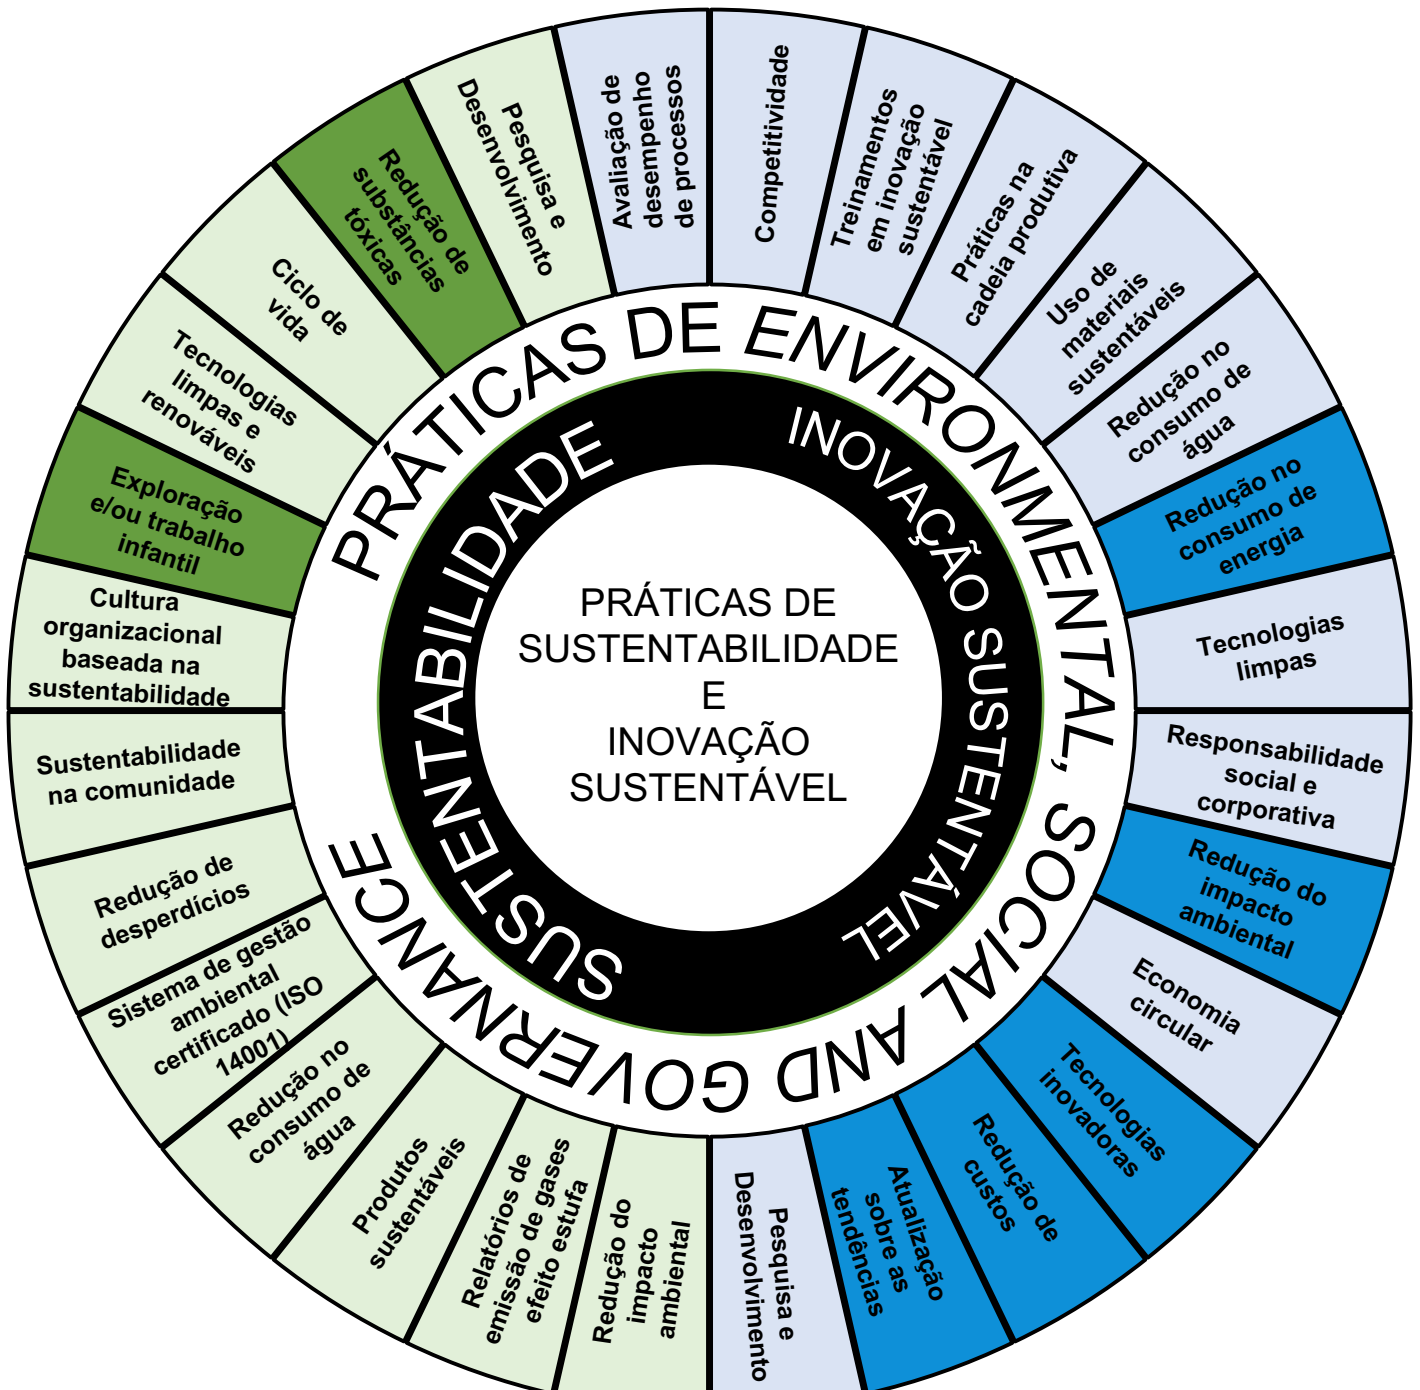 PRÁTICAS DE
SUSTENTABILIDADE
E
INOVAÇÃO
SUSTENTÁVEL
SUSTENTABILIDADE
INOVAÇÃO SUSTENTÁVEL
PRÁTICAS DE ENVIRONMENTAL, SOCIAL AND GOVERNANCE
Competitividade
Treinamentos
em inovação
sustentável
Práticas na
cadeia produtiva
Uso de
materiais
sustentáveis
Redução no
consumo de
água
Redução no
consumo de
energia
Tecnologias
limpas
Responsabilidade
social e
corporativa
Redução do
impacto
ambiental
Economia
circular
Tecnologias
inovadoras
Redução de
custos
Atualização
sobre as
tendências
Pesquisa e
Desenvolvimento
Redução do
impacto
ambiental
Relatórios de
emissão de gases
efeito estufa
Produtos
sustentáveis
Redução no
consumo de
água
Sistema de gestão
ambiental
certificado (ISO
14001)
Redução de
desperdícios
Sustentabilidade
na comunidade
Cultura
organizacional
baseada na
sustentabilidade
Exploração
e/ou trabalho
infantil
Tecnologias
limpas e
renováveis
Ciclo de
vida
Redução de
substâncias
tóxicas
Pesquisa e
Desenvolvimento
Avaliação de
desempenho
de processos